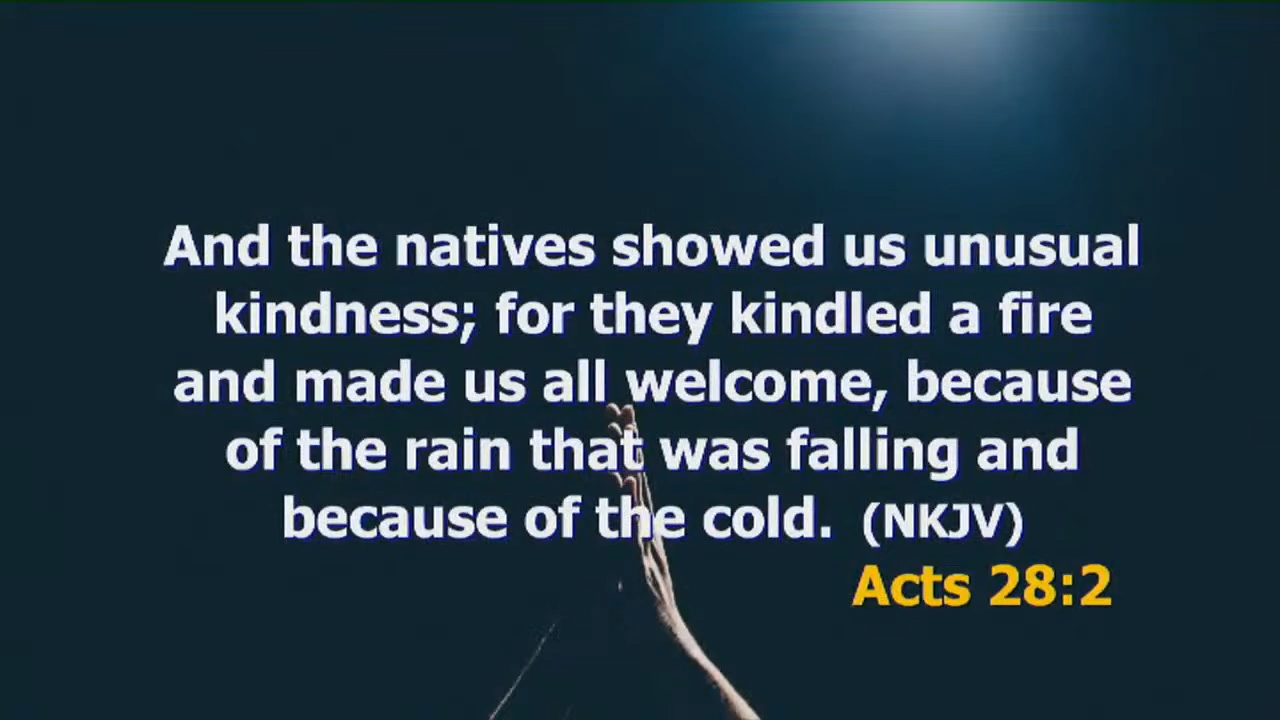 And the natives showed us unusual
kindness; for they kindled a fire
and made us all welcome, because
of the rain that was falling and
because of the cold. (NKJV)
Acts 28:2